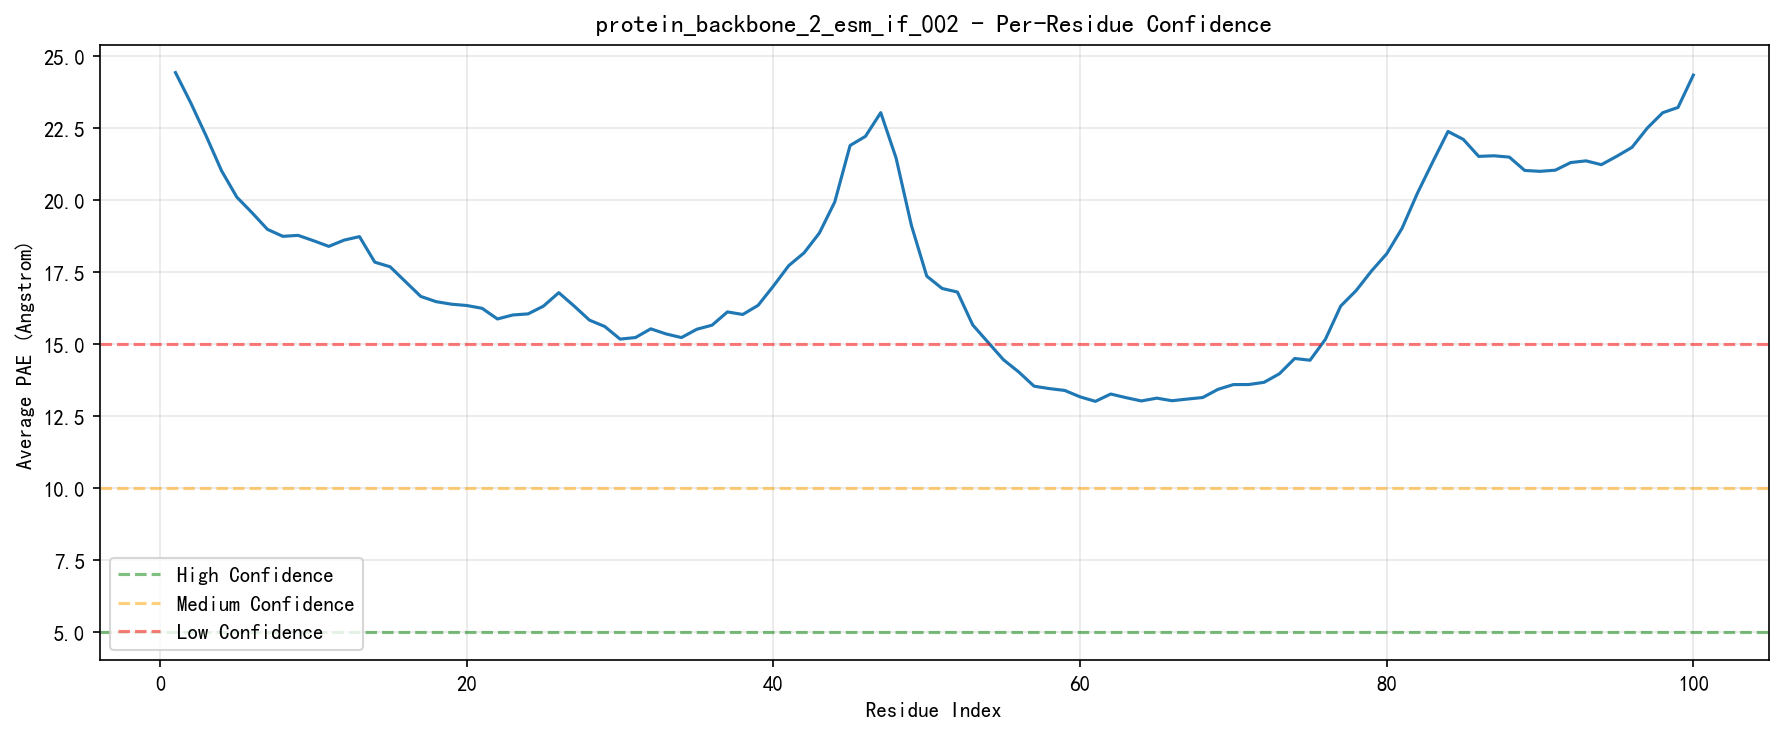 protein_backbone_2_esm_if_002 - Per-Residue Confidence
Average PAE (Angstrom)
25.0
22.5
20.0
17.5
15.0
12.5
10.0
7.5
5.0
High Confidence
Medium Confidence
Low Confidence
0 20 40 60 80 100
Residue Index